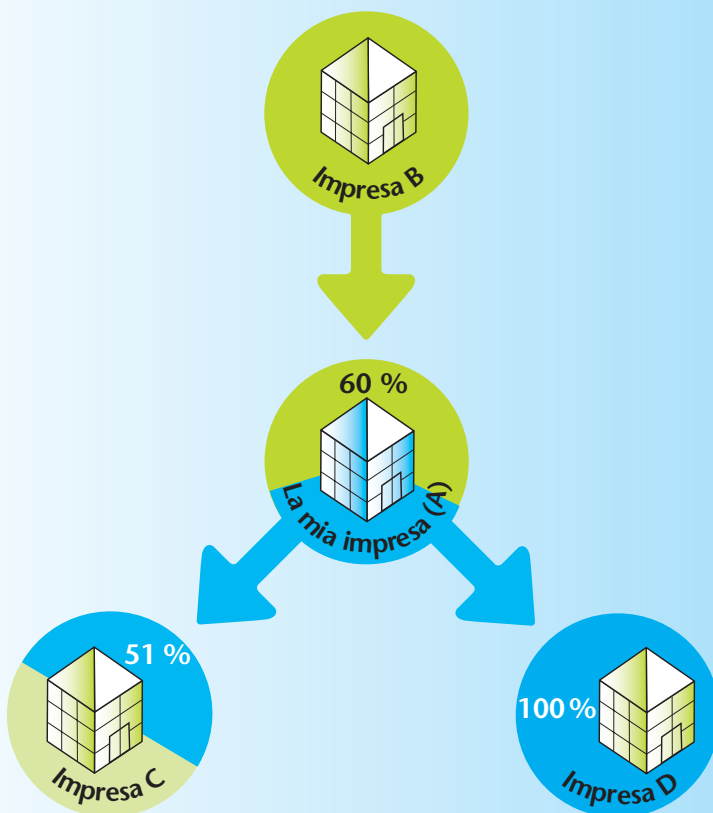 Impresa B
60 %
La mia impresa (A)
51 %
Impresa C
100 %
Impresa D